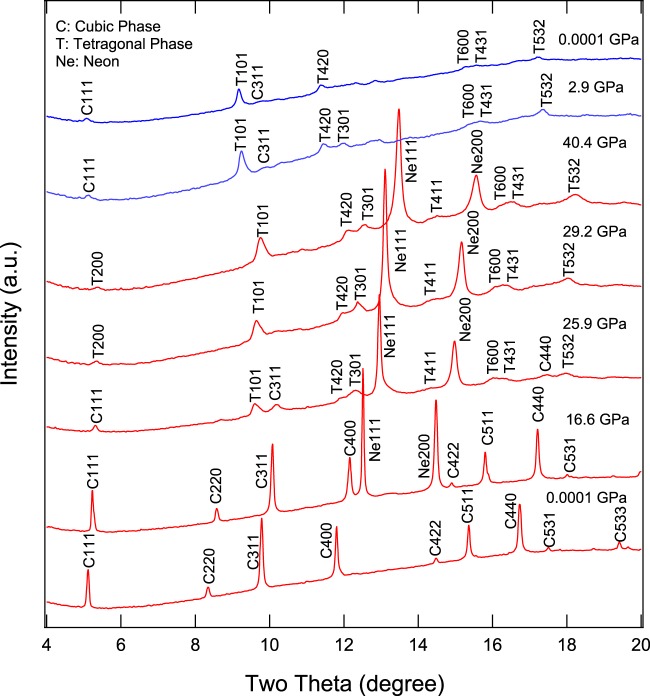 C: Cubic Phase
T: Tetragonal Phase
Ne: Neon
C111 T101 C311 T420 T600 T431 T532 0.0001 GPa
C111 T101 C311 T420 T301 T600 T431 T532 2.9 GPa
T200 T101 T420 T301 Ne111 T411 Ne200 T600 T431 T532 40.4 GPa
T200 T101 T420 T301 Ne111 T411 Ne200 T600 T431 T532 29.2 GPa
C111 T101 C311 T420 T301 Ne111 T411 Ne200 T600 T431 C440 T532 25.9 GPa
C111 C220 C311 C400 Ne111 Ne200 C422 C511 C440 C531 16.6 GPa
C111 C220 C311 C400 C422 C511 C440 C531 C533 0.0001 GPa
Intensity (a.u.)
4 6 8 10 12 14 16 18 20
Two Theta (degree)